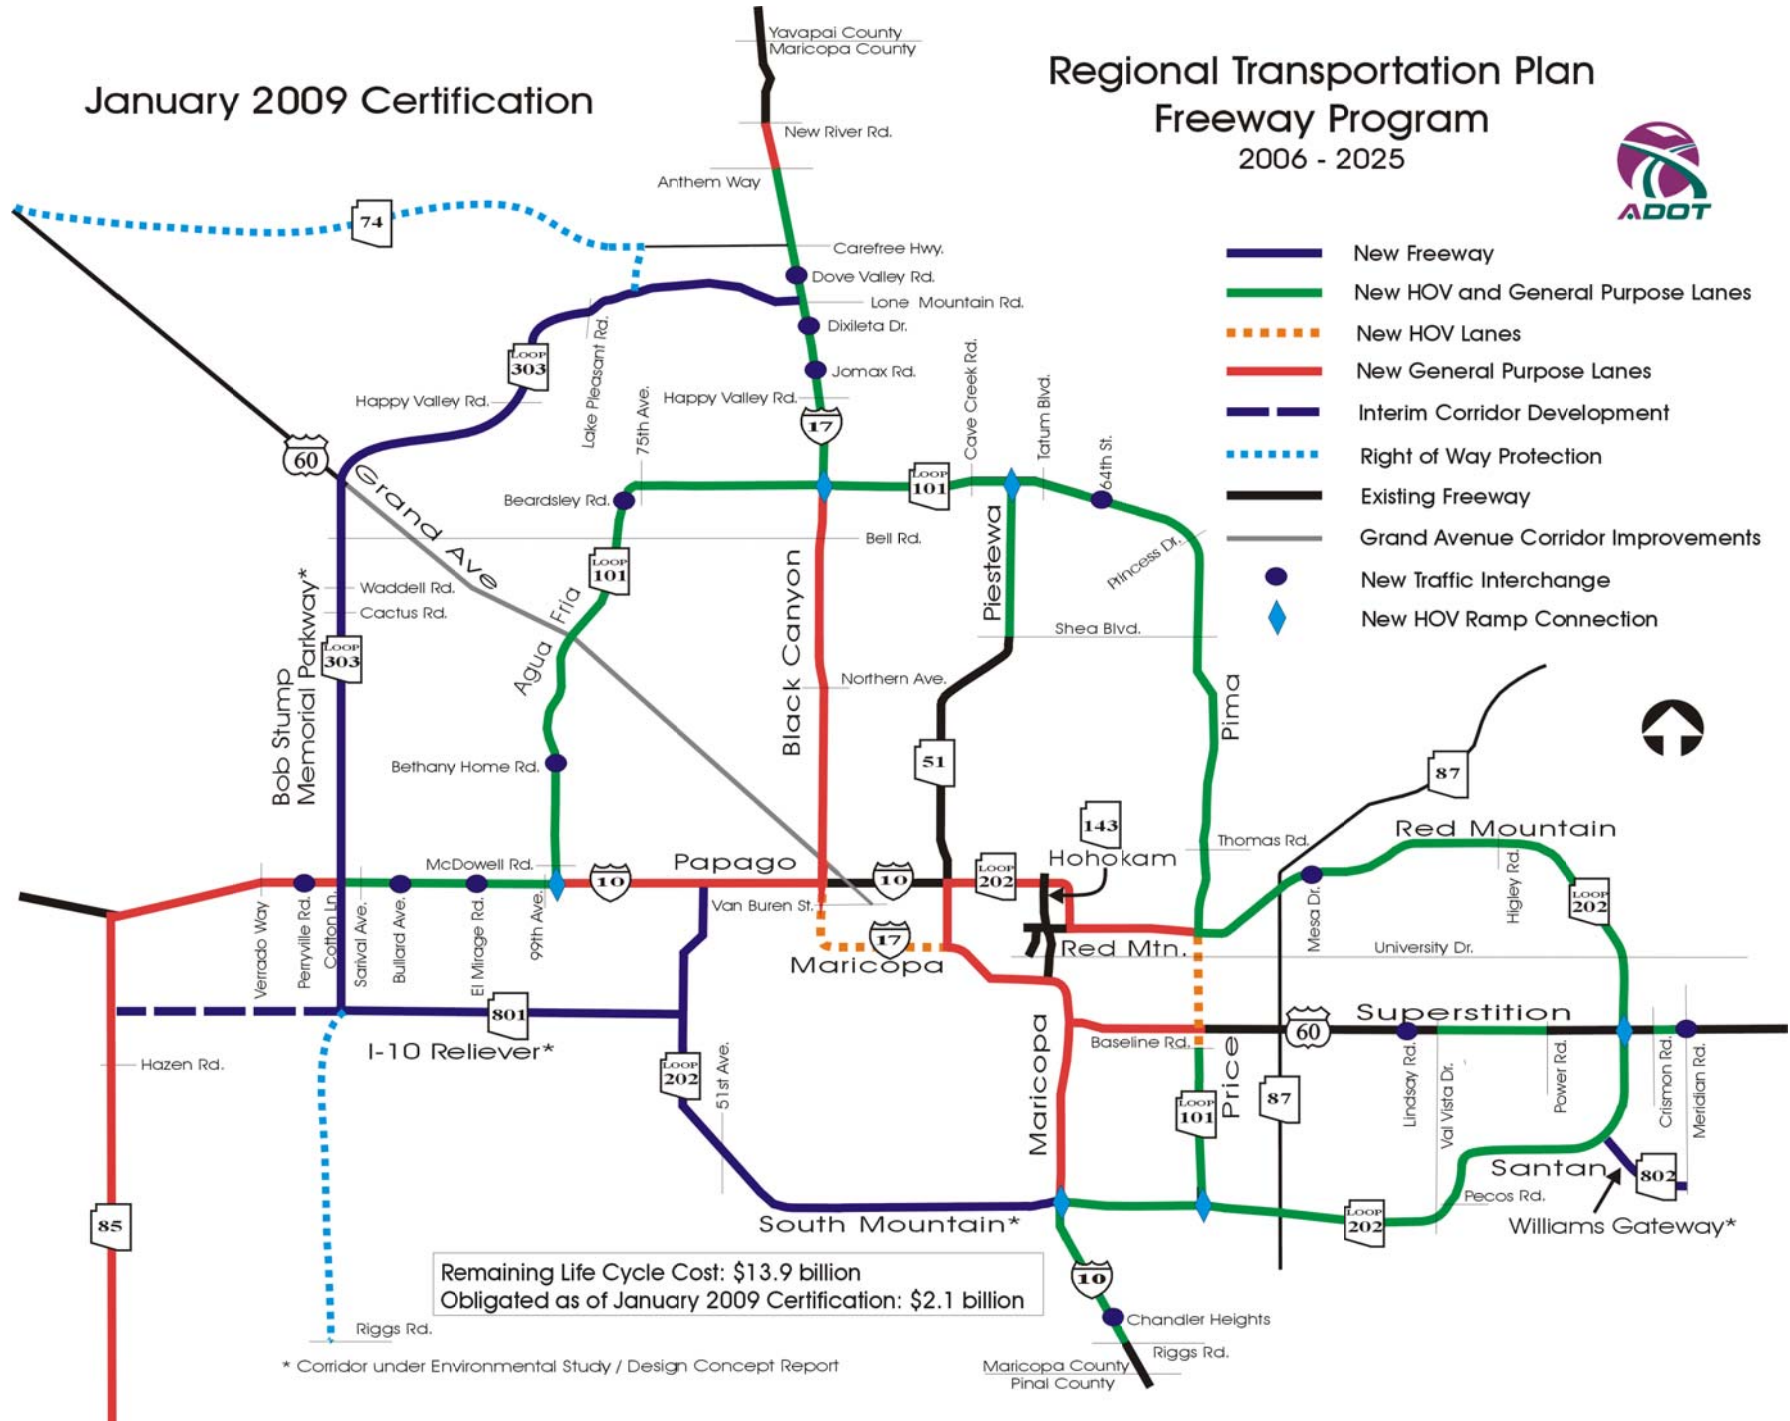 January 2009 Certification
Regional Transportation Plan
Freeway Program
2006 - 2025
ADOT
New Freeway
New HOV and General Purpose Lanes
New HOV Lanes
New General Purpose Lanes
Interim Corridor Development
Right of Way Protection
Existing Freeway
Grand Avenue Corridor Improvements
New Traffic Interchange
New HOV Ramp Connection
Yavapai County
Maricopa County
New River Rd.
Anthem Way
74
Carefree Hwy.
Dove Valley Rd.
Lone Mountain Rd.
Dixileta Dr.
Jomax Rd.
Happy Valley Rd.
17
LOOP
303
Lake Pleasant Rd.
Happy Valley Rd.
75th Ave.
60
Grand Ave
Beardsley Rd.
LOOP
101
Cave Creek Rd.
Tatum Blvd.
64th St.
Bell Rd.
Princess Dr.
LOOP
101
Waddell Rd.
Cactus Rd.
Agua Fria
Black Canyon
Piestewa
Shea Blvd.
LOOP
303
Bob Stump
Memorial Parkway*
Northern Ave.
Pima
51
87
Bethany Home Rd.
143
Hohokam
Thomas Rd.
Red Mountain
McDowell Rd.
Papago
10
10
LOOP
202
Higley Rd.
LOOP
202
Mesa Dr.
Van Buren St.
17
Maricopa
Red Mtn.
University Dr.
Verrado Way
Perryville Rd.
Cotton Ln.
Sarival Ave.
Bullard Ave.
El Mirage Rd.
99th Ave.
801
I-10 Reliever*
Superstition
60
Baseline Rd.
Maricopa
Price
Hazen Rd.
LOOP
202
51st Ave.
LOOP
101
87
Lindsay Rd.
Val Vista Dr.
Power Rd.
Crismon Rd.
Meridian Rd.
Santan
802
Pecos Rd.
Williams Gateway*
LOOP
202
85
South Mountain*
10
Remaining Life Cycle Cost: $13.9 billion
Obligated as of January 2009 Certification: $2.1 billion
Chandler Heights
Riggs Rd.
Riggs Rd.
* Corridor under Environmental Study / Design Concept Report
Maricopa County
Pinal County